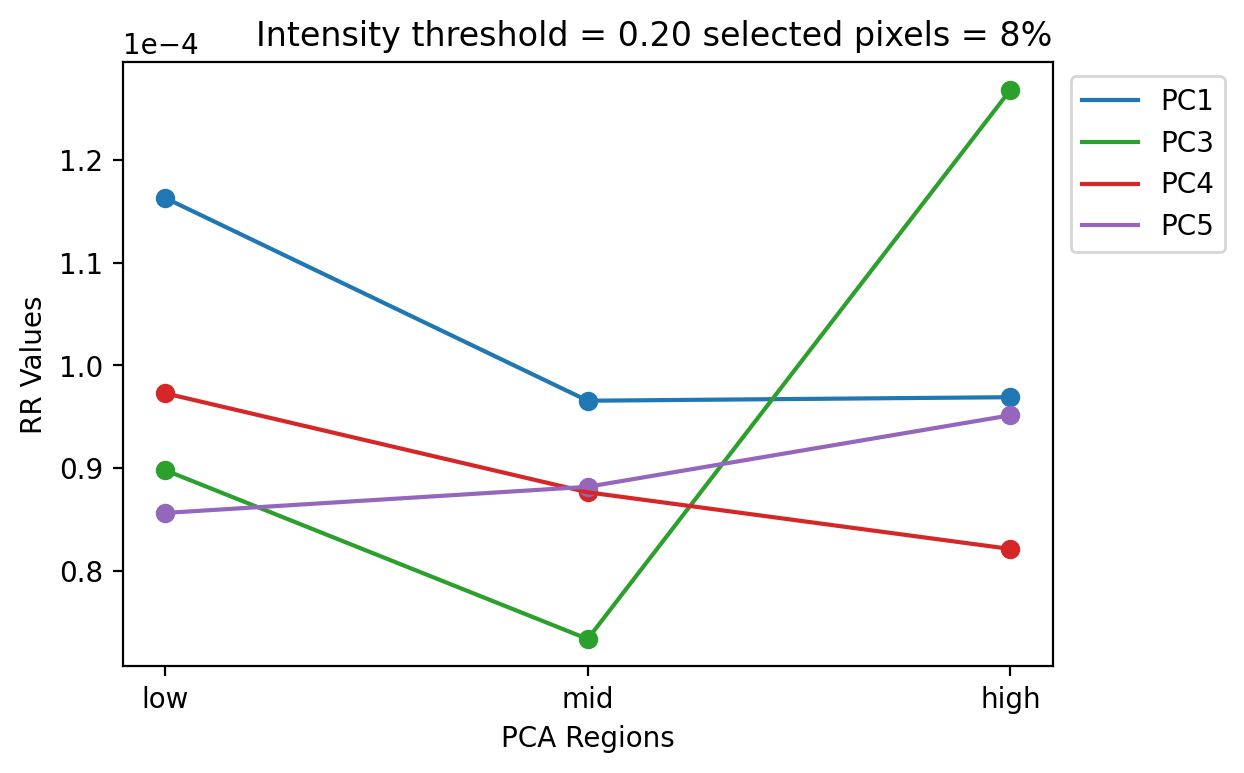 Intensity threshold = 0.20 selected pixels = 8%
1e−4
1.2
1.1
1.0
0.9
0.8
RR Values
low
mid
high
PCA Regions
PC1
PC3
PC4
PC5